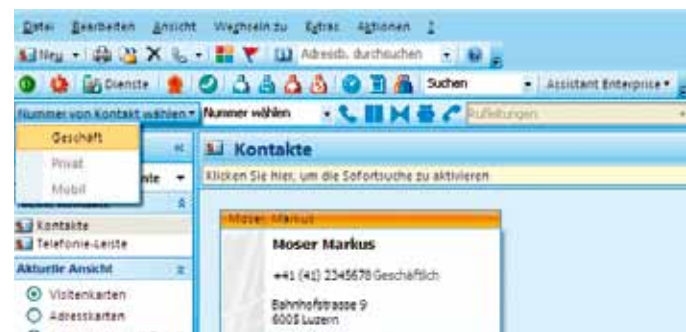 Datei Bearbeiten Ansicht Wechseln zu Extras Aktionen ?
Neu Adressb. durchsuchen
Dienste Suchen Assistant Enterprise
Nummer von Kontakt wählen Nummer wählen Rufleitungen
Geschäft
Privat
Mobil
Kontakte
Klicken Sie hier, um die Sofortsuche zu aktivieren
Kontakte
Telefonie-Leiste
Aktuelle Ansicht
Visitenkarten
Adresskarten
Moser, Markus
Moser Markus
+41 (41) 2345678 Geschäftlich
Bahnhofstrasse 9
6005 Luzern